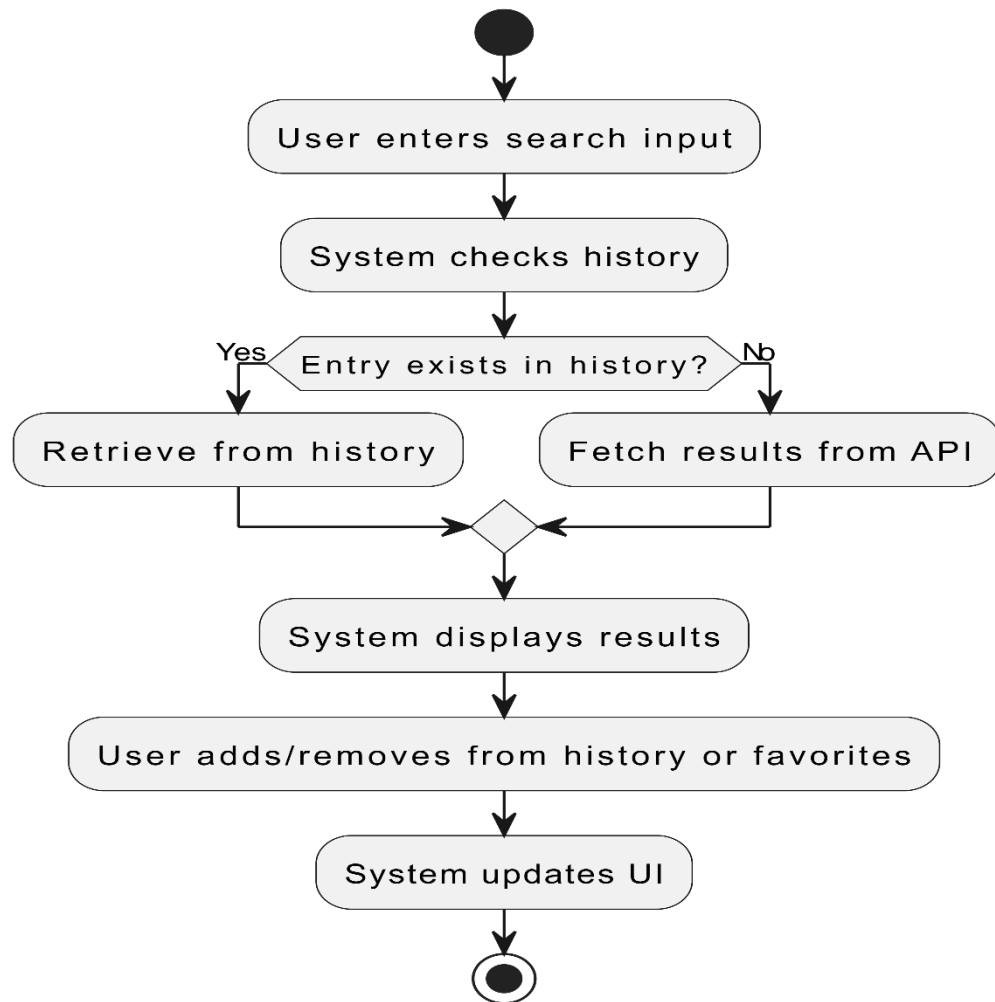 User enters search input
System checks history
Yes
Entry exists in history?
No
Retrieve from history
Fetch results from API
System displays results
User adds/removes from history or favorites
System updates UI